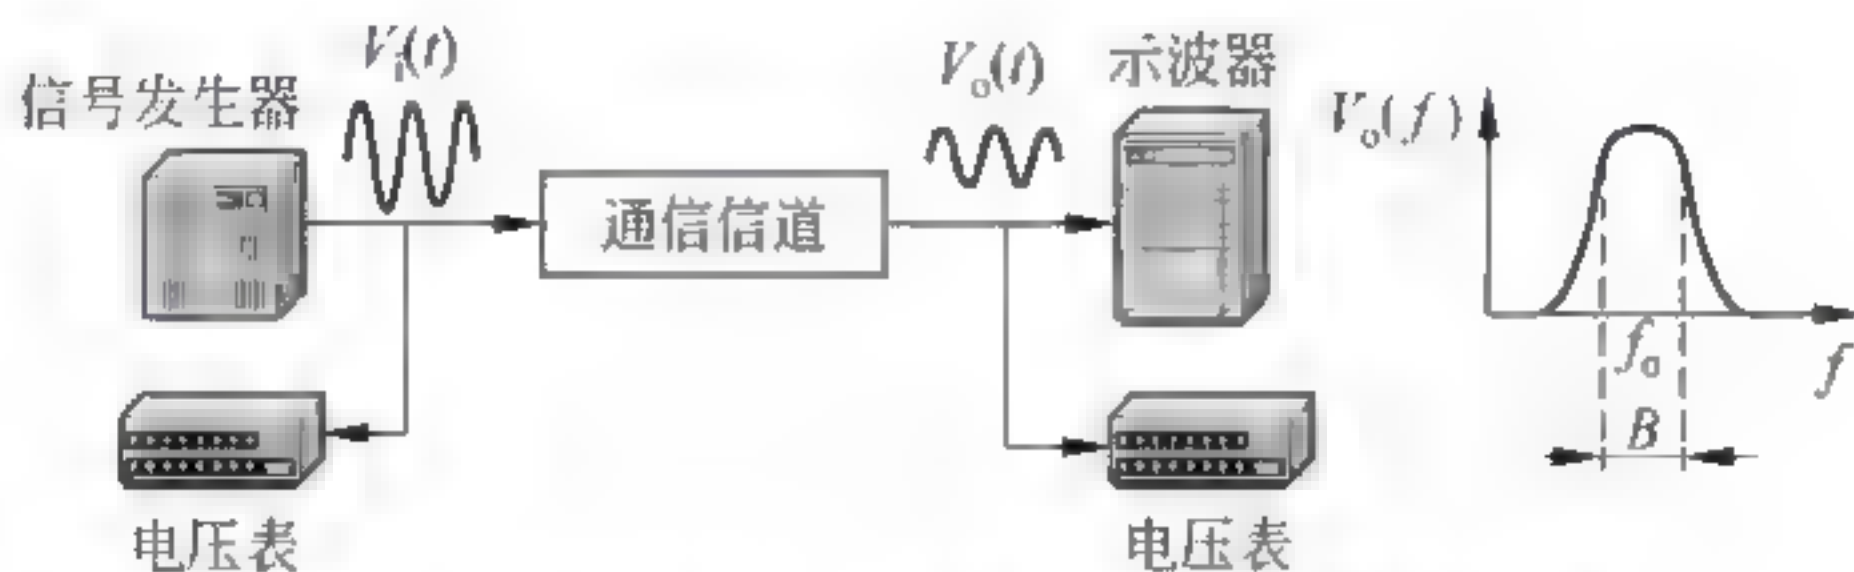 信号发生器
Vi(t)
通信信道
Vo(t)
示波器
Vo(f)
f0
f
B
电压表
电压表